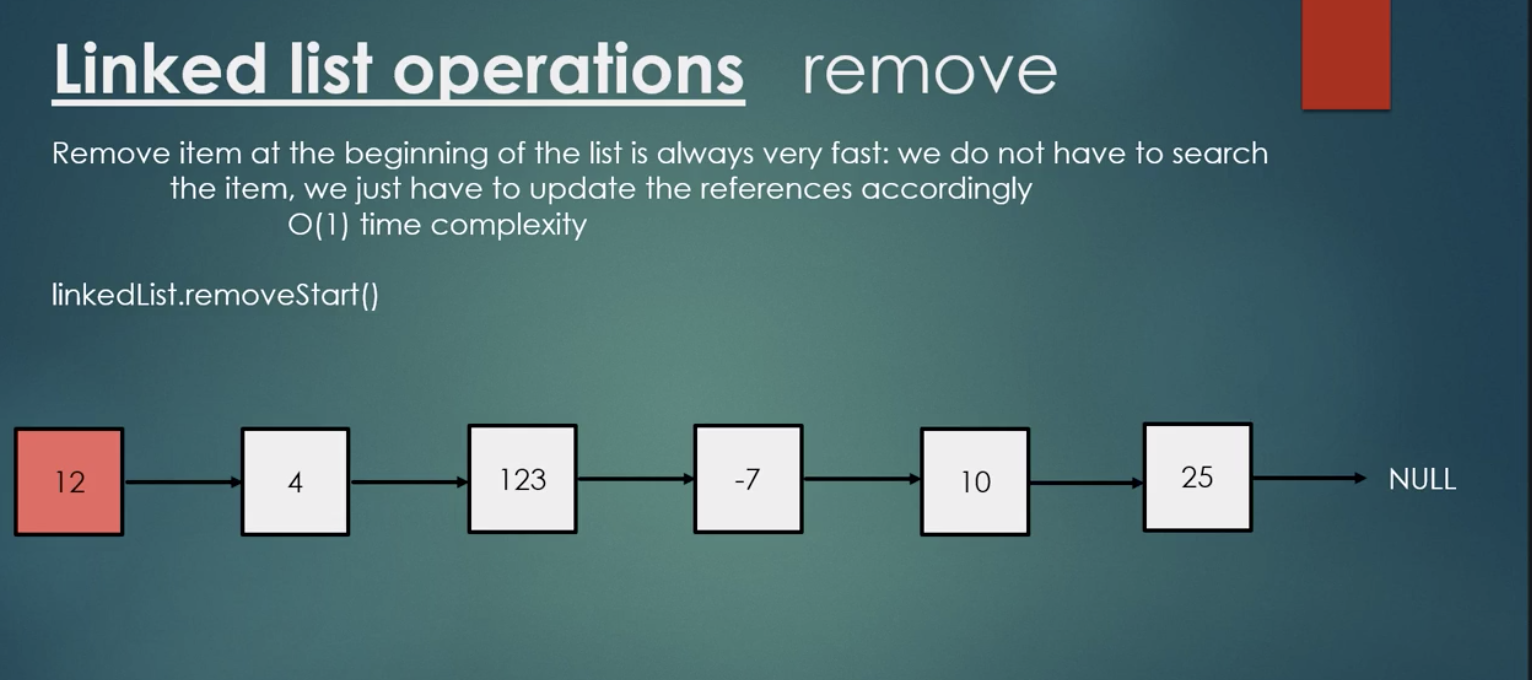 Linked list operations remove
Remove item at the beginning of the list is always very fast: we do not have to search
the item, we just have to update the references accordingly
O(1) time complexity
linkedList.removeStart()
12 4 123 -7 10 25 NULL